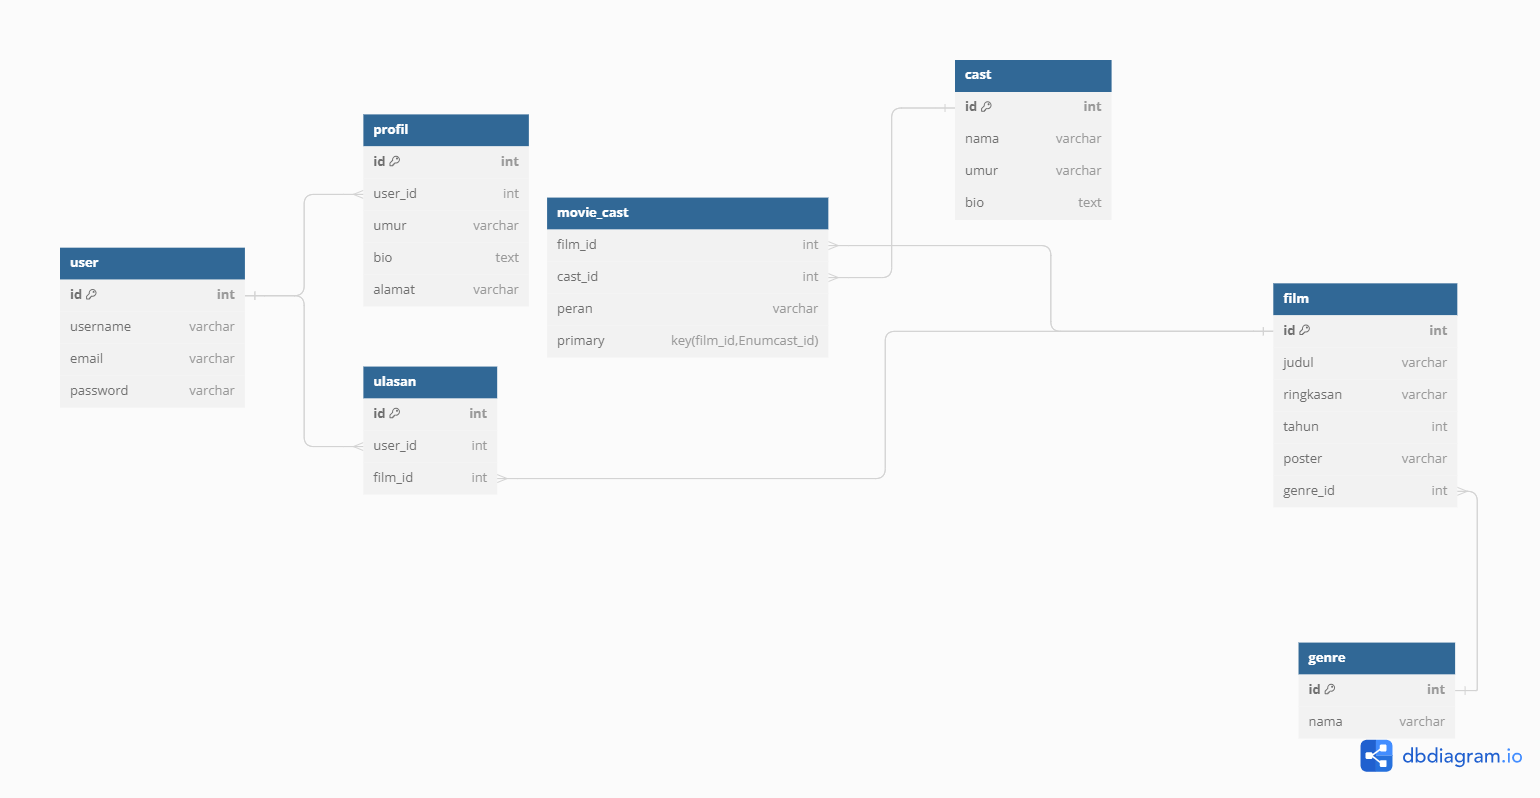 user
id int
username varchar
email varchar
password varchar
profil
id int
user_id int
umur varchar
bio text
alamat varchar
ulasan
id int
user_id int
film_id int
movie_cast
film_id int
cast_id int
peran varchar
primary key(film_id,Enumcast_id)
cast
id int
nama varchar
umur varchar
bio text
film
id int
judul varchar
ringkasan varchar
tahun int
poster varchar
genre_id int
genre
id int
nama varchar
dbdiagram.io